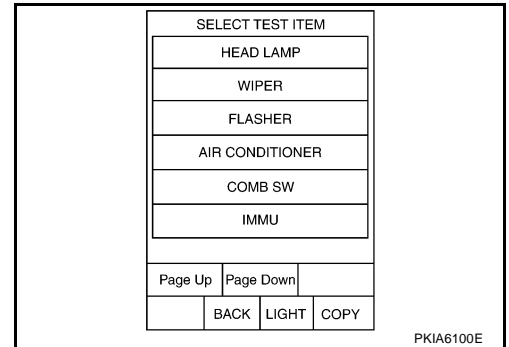 SELECT TEST ITEM
HEAD LAMP
WIPER
FLASHER
AIR CONDITIONER
COMB SW
IMMU
Page Up Page Down
BACK LIGHT COPY
PKIA6100E